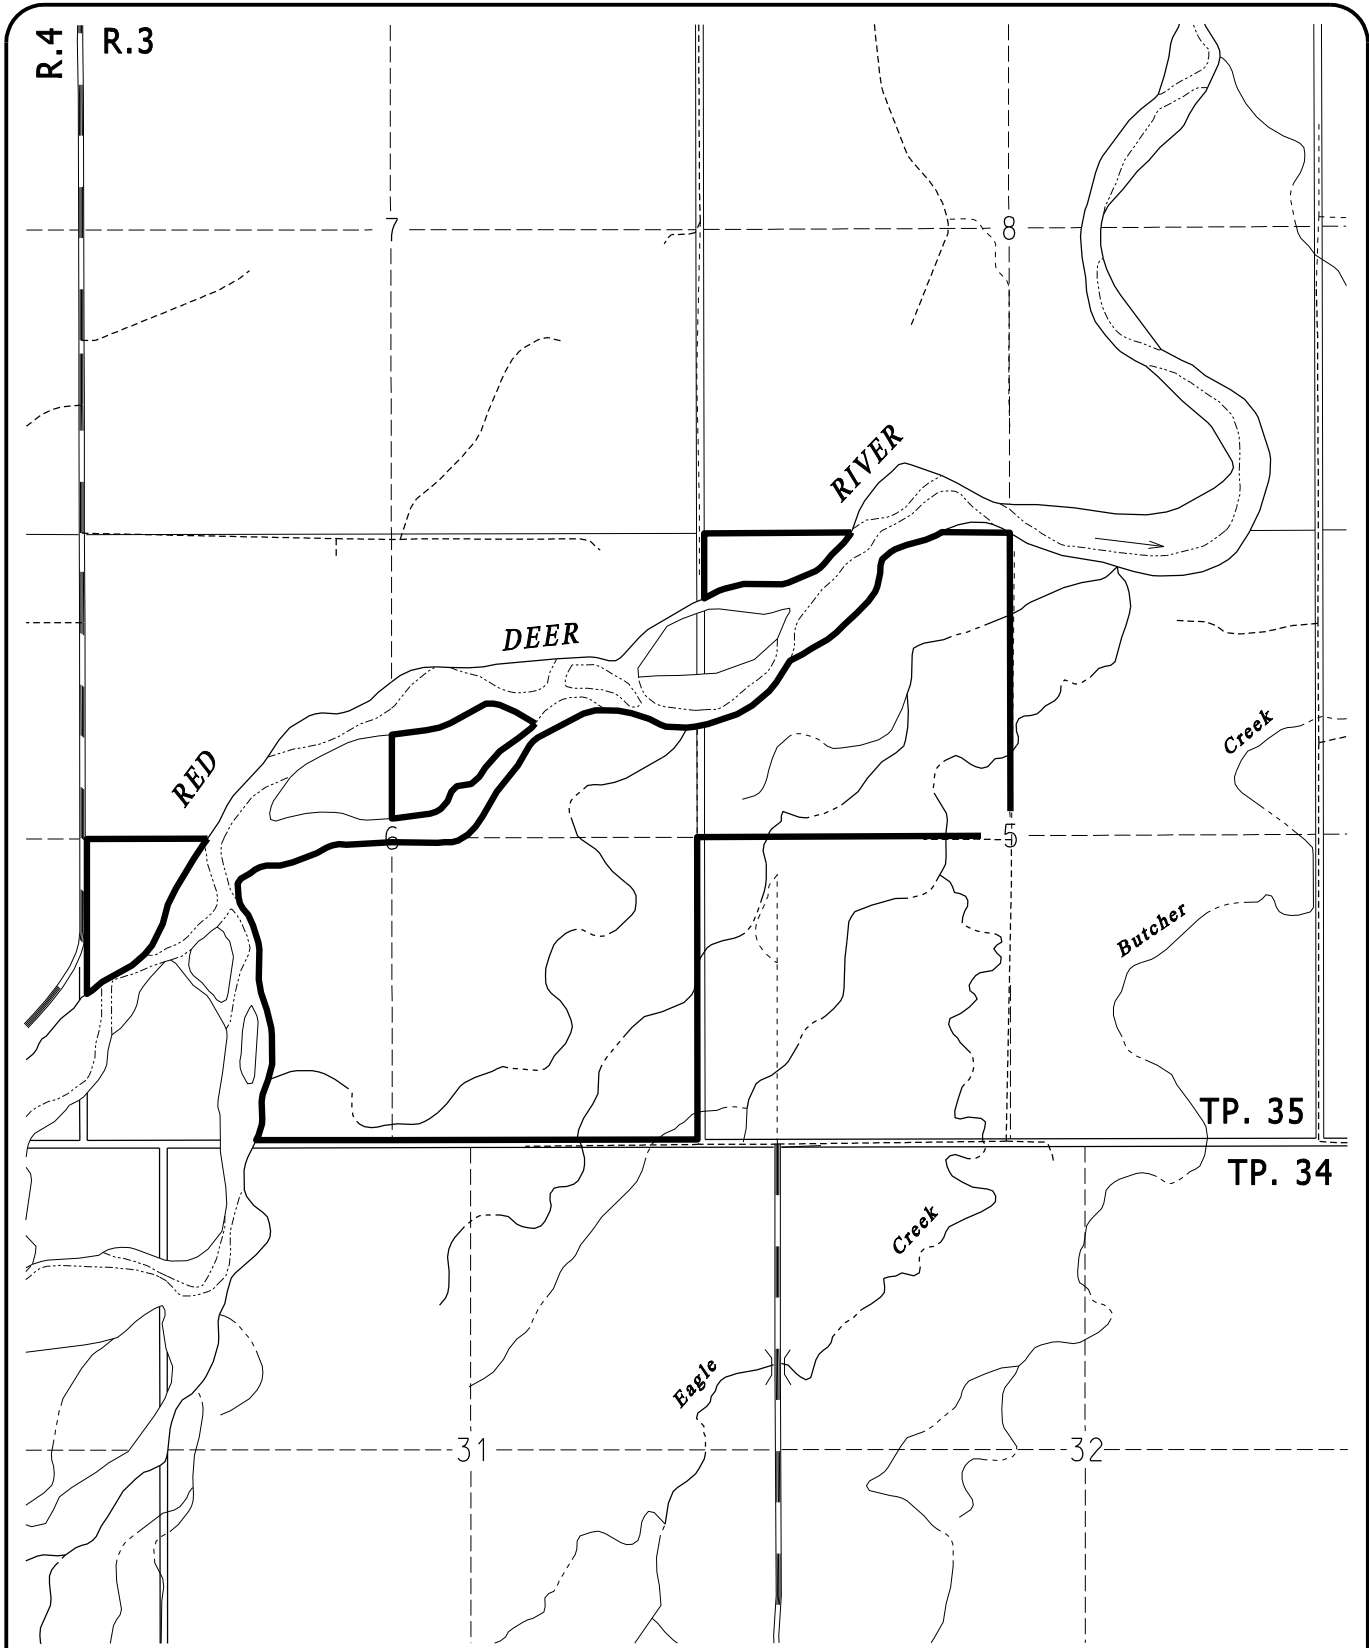 R.4
R.3
7
8
RED DEER RIVER
6
5
Creek
Butcher
TP. 35
TP. 34
Creek
Eagle
31
32